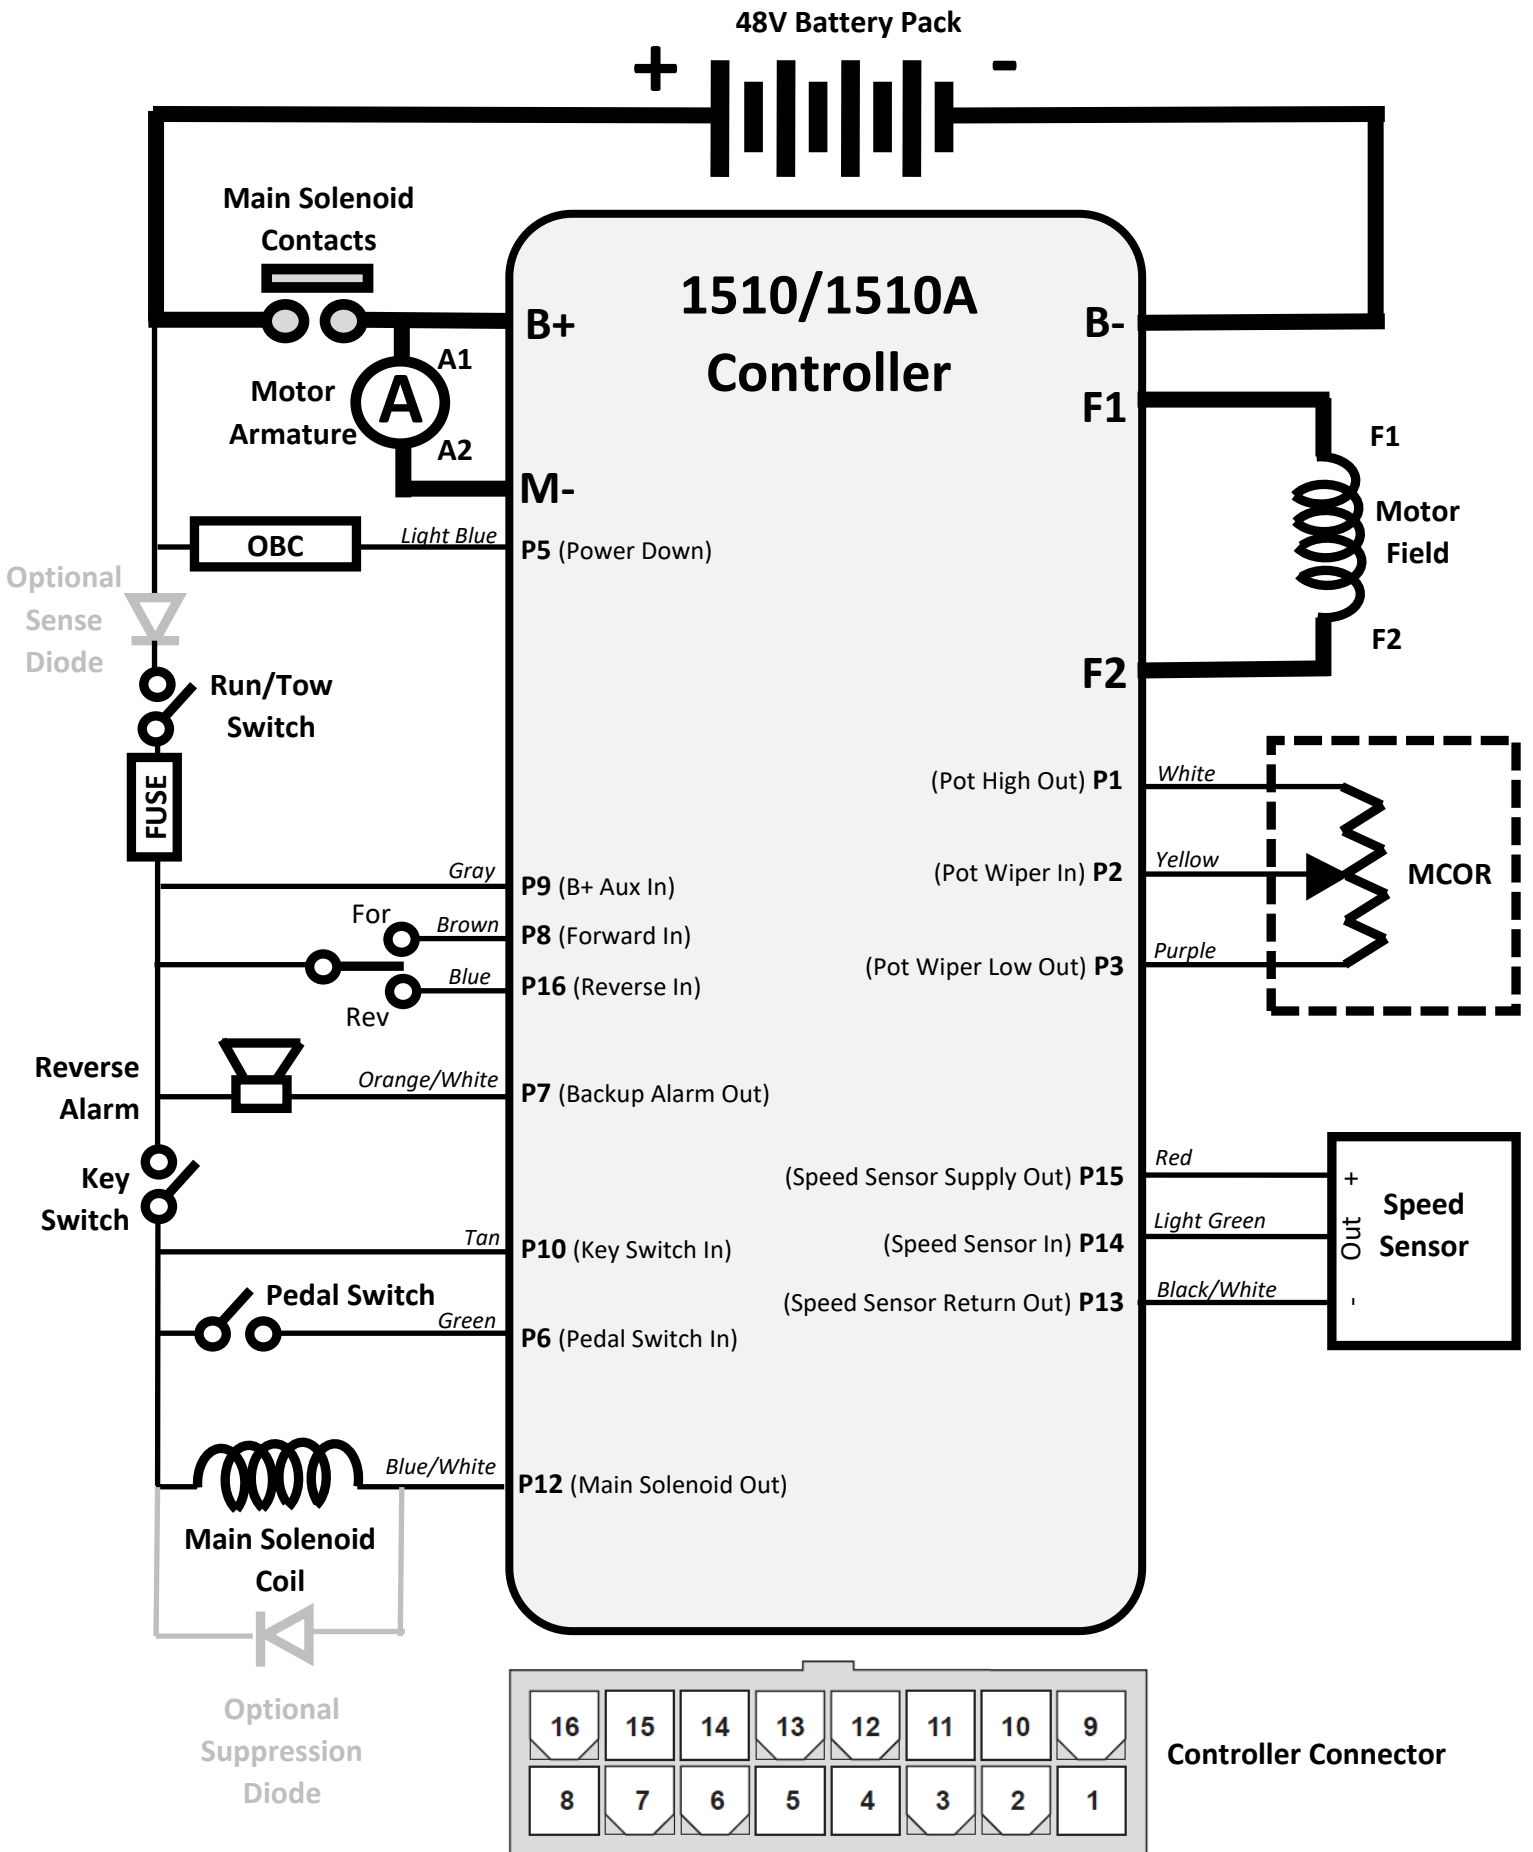 48V Battery Pack
+
-
Main Solenoid
Contacts
1510/1510A
Controller
B+
B-
A1
Motor
Armature
A
A2
M-
F1
F1
Motor
Field
F2
F2
OBC
Light Blue
P5 (Power Down)
Optional
Sense
Diode
Run/Tow
Switch
FUSE
(Pot High Out) P1
White
(Pot Wiper In) P2
Yellow
MCOR
(Pot Wiper Low Out) P3
Purple
Gray
P9 (B+ Aux In)
For
Brown
P8 (Forward In)
Blue
P16 (Reverse In)
Rev
Reverse
Alarm
Orange/White
P7 (Backup Alarm Out)
Key
Switch
(Speed Sensor Supply Out) P15
Red
+
Speed
Sensor
Out
(Speed Sensor In) P14
Light Green
(Speed Sensor Return Out) P13
Black/White
-
Tan
P10 (Key Switch In)
Pedal Switch
Green
P6 (Pedal Switch In)
Blue/White
P12 (Main Solenoid Out)
Main Solenoid
Coil
Optional
Suppression
Diode
16 15 14 13 12 11 10 9
8 7 6 5 4 3 2 1
Controller Connector